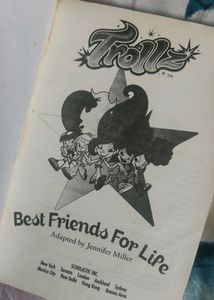 Trollz
TM
Best Friends For Life
Adapted by Jennifer Miller
SCHOLASTIC INC.
New York Toronto London Auckland Sydney
Mexico City New Delhi Hong Kong Buenos Aires